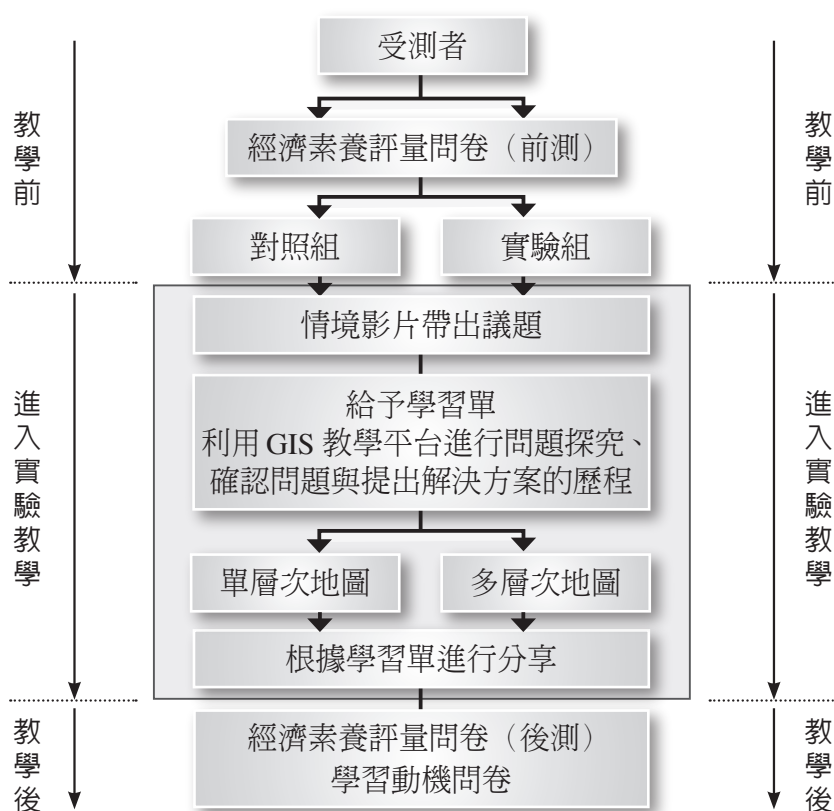 受測者
教學前
教學前
經濟素養評量問卷（前測）
對照組
實驗組
情境影片帶出議題
進入實驗教學
進入實驗教學
給予學習單
利用 GIS 教學平台進行問題探究、
確認問題與提出解決方案的歷程
單層次地圖
多層次地圖
根據學習單進行分享
教學後
教學後
經濟素養評量問卷（後測）
學習動機問卷